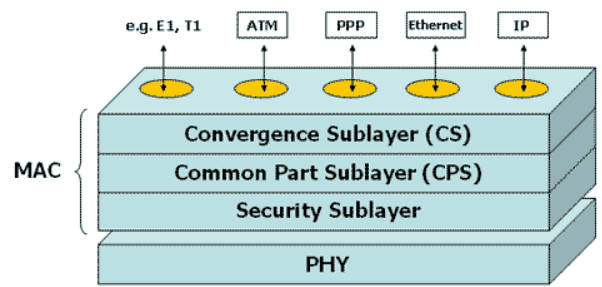 e.g. E1, T1 ATM PPP Ethernet IP
Convergence Sublayer (CS)
MAC
Common Part Sublayer (CPS)
Security Sublayer
PHY